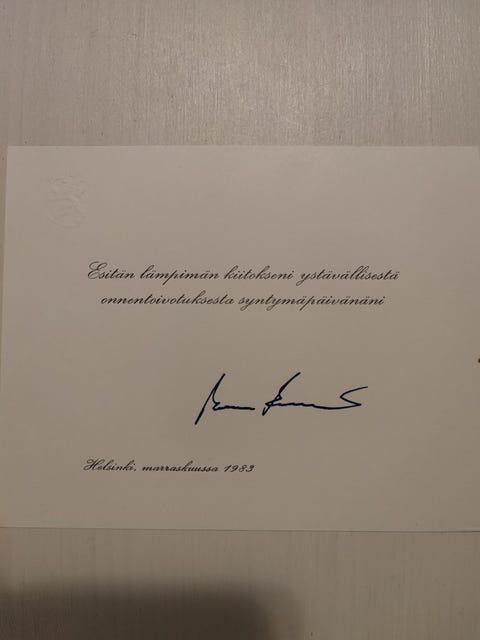 Esitän lämpimän kiitokseni ystävällisestä
onnentoivotuksesta syntymäpäivänäni
Helsinki, marraskuussa 1983